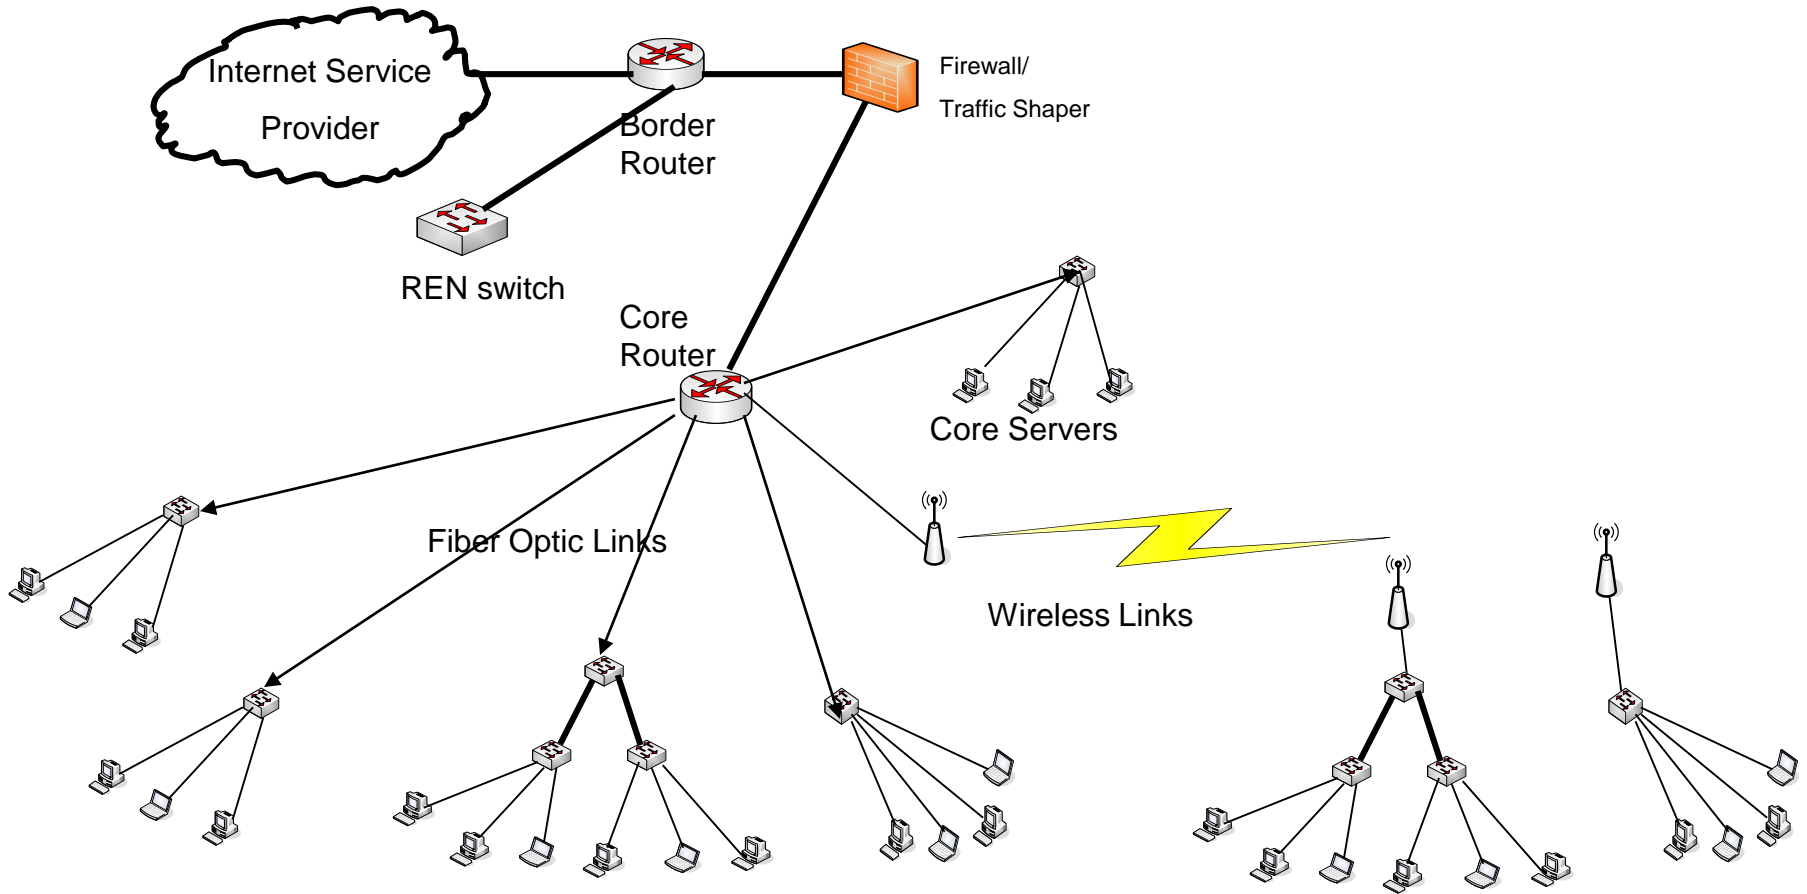 Internet Service
Provider
Firewall/
Traffic Shaper
Border
Router
REN switch
Core
Router
Core Servers
Fiber Optic Links
Wireless Links